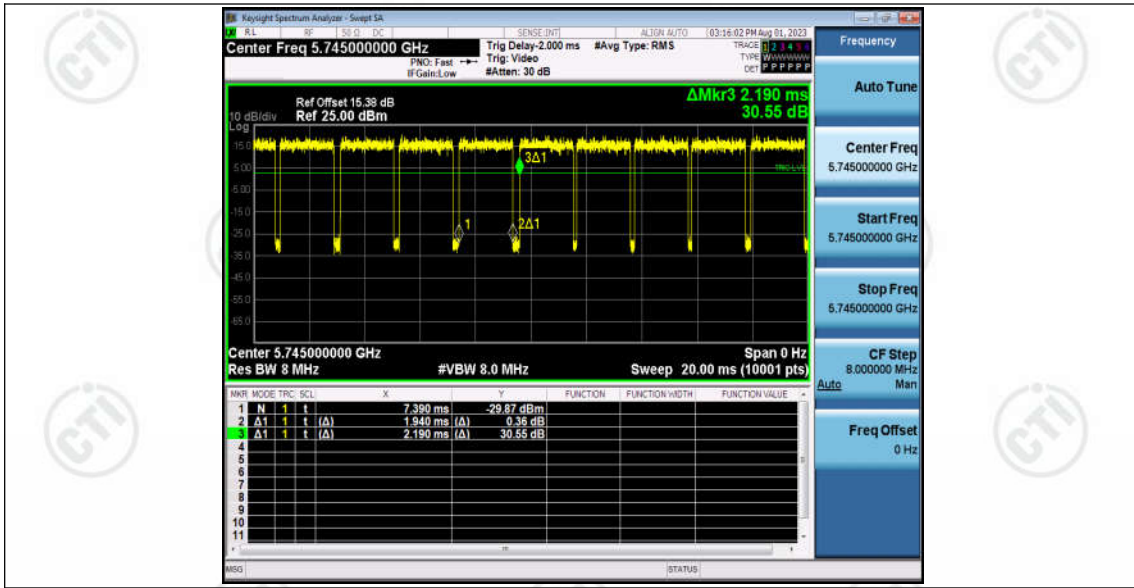 Keysight Spectrum Analyzer - Swept SA
RL RF 50 Ω DC SENSE:INT ALIGN AUTO 03:16:02 PM Aug 01, 2023
Center Freq 5.745000000 GHz
PNO: Fast
IFGain:Low
Trig Delay-2.000 ms
Trig: Video
#Atten: 30 dB
#Avg Type: RMS
TRACE 1 2 3 4 5 6
TYPE W
DET P P P P P P
Frequency
Auto Tune
Center Freq
5.745000000 GHz
Start Freq
5.745000000 GHz
Stop Freq
5.745000000 GHz
CF Step
8.000000 MHz
Auto Man
Freq Offset
0 Hz
ΔMkr3 2.190 ms
30.55 dB
Ref Offset 15.38 dB
10 dB/div Ref 25.00 dBm
Log
15.0
5.00
-5.00
-15.0
-25.0
-35.0
-45.0
-55.0
-65.0
3Δ1
TRIG LVL
1
2Δ1
Center 5.745000000 GHz Span 0 Hz
Res BW 8 MHz #VBW 8.0 MHz Sweep 20.00 ms (10001 pts)
MKR MODE TRC SCL X Y FUNCTION FUNCTION WIDTH FUNCTION VALUE
1 N 1 t 7.390 ms -29.87 dBm
2 Δ1 1 t (Δ) 1.940 ms (Δ) 0.36 dB
3 Δ1 1 t (Δ) 2.190 ms (Δ) 30.55 dB
4
5
6
7
8
9
10
11
MSG STATUS
CTI
CTI
CTI
CTI